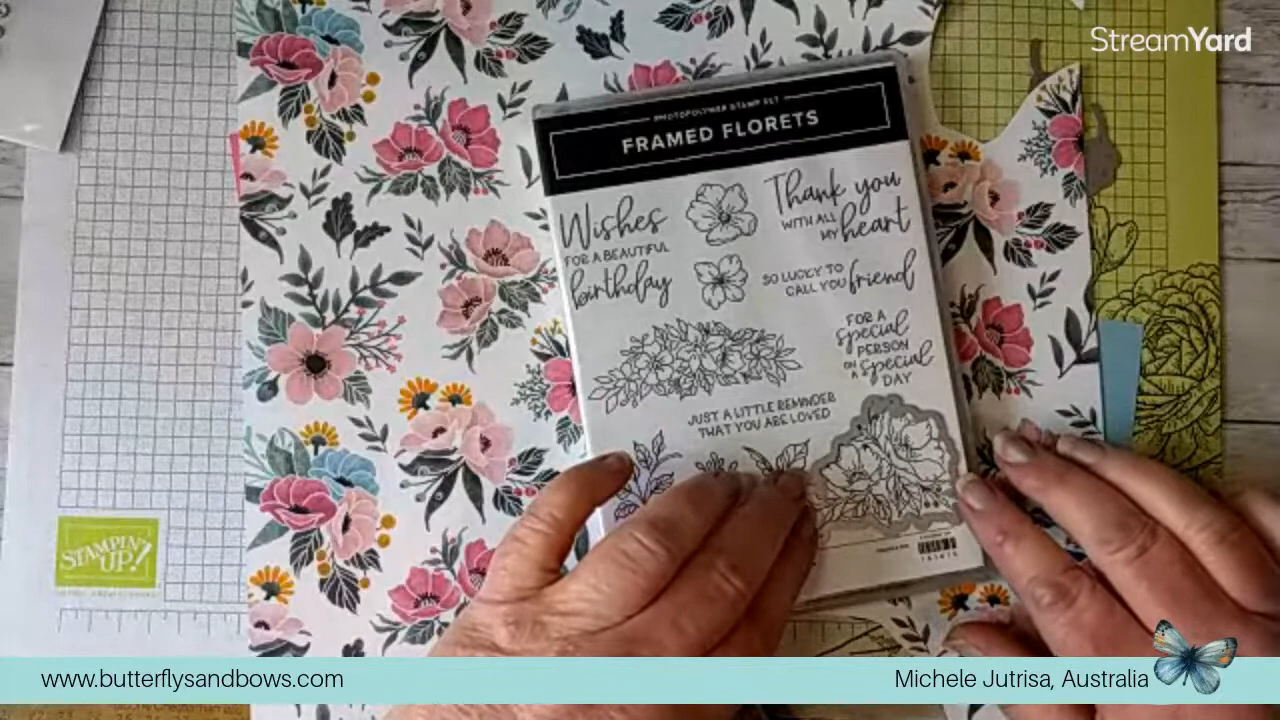 StreamYard
PHOTOPOLYMER STAMP SET
FRAMED FLORETS
Wishes
FOR A BEAUTIFUL
birthday
Thank you
WITH ALL
MY heart
SO LUCKY TO
CALL YOU friend
FOR A
special
PERSON
ON
A special
DAY
JUST A LITTLE REMINDER
THAT YOU ARE LOVED
STAMPIN' UP!
www.butterflysandbows.com
Michele Jutrisa, Australia